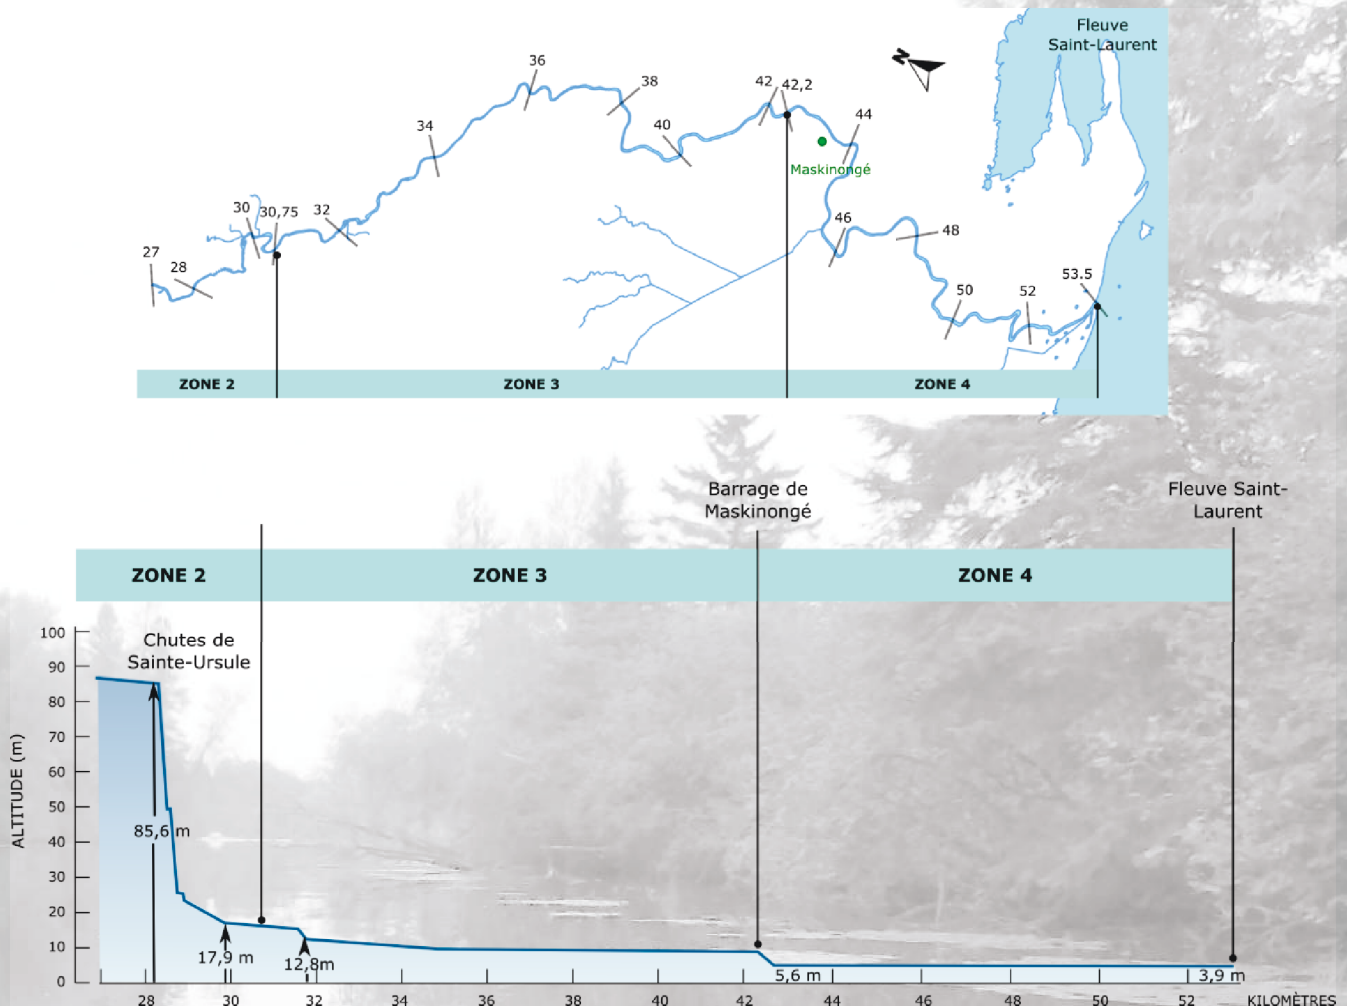 Fleuve
Saint-Laurent
N
36
38
42
42,2
34
40
44
Maskinongé
30
30,75
32
46
48
27
28
53.5
50
52
ZONE 2
ZONE 3
ZONE 4
Barrage de
Maskinongé
Fleuve Saint-
Laurent
ZONE 2
ZONE 3
ZONE 4
Chutes de
Sainte-Ursule
ALTITUDE (m)
100
90
80
70
60
50
40
30
20
10
0
85,6 m
17,9 m
12,8m
5,6 m
3,9 m
28
30
32
34
36
38
40
42
44
46
48
50
52
KILOMÈTRES